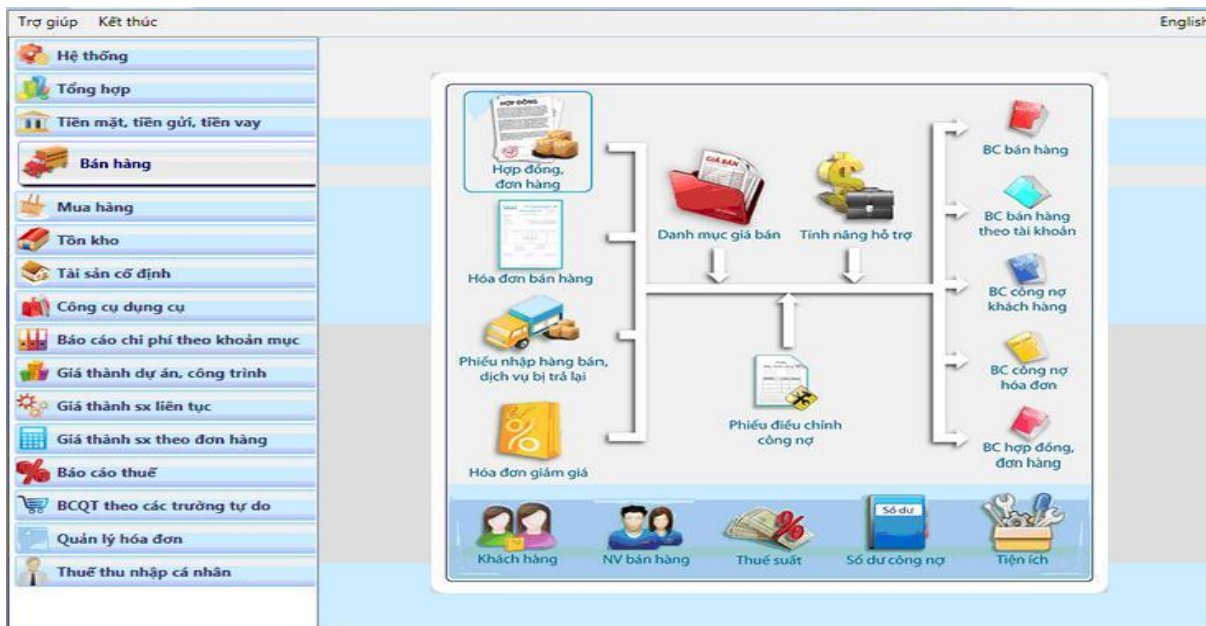 Trợ giúp Kết thúc English
Hệ thống
Tổng hợp
Tiền mặt, tiền gửi, tiền vay
Bán hàng
Mua hàng
Tồn kho
Tài sản cố định
Công cụ dụng cụ
Báo cáo chi phí theo khoản mục
Giá thành dự án, công trình
Giá thành sx liên tục
Giá thành sx theo đơn hàng
Báo cáo thuế
BCQT theo các trường tự do
Quản lý hóa đơn
Thuế thu nhập cá nhân
HỢP ĐỒNG
Hợp đồng,
đơn hàng
Hóa đơn bán hàng
Phiếu nhập hàng bán,
dịch vụ bị trả lại
Hóa đơn giảm giá
GIÁ BÁN
Danh mục giá bán
Tính năng hỗ trợ
Phiếu điều chỉnh
công nợ
BC bán hàng
BC bán hàng
theo tài khoản
BC công nợ
khách hàng
BC công nợ
hóa đơn
BC hợp đồng,
đơn hàng
Khách hàng
NV bán hàng
Thuế suất
Số dư
Số dư công nợ
Tiện ích